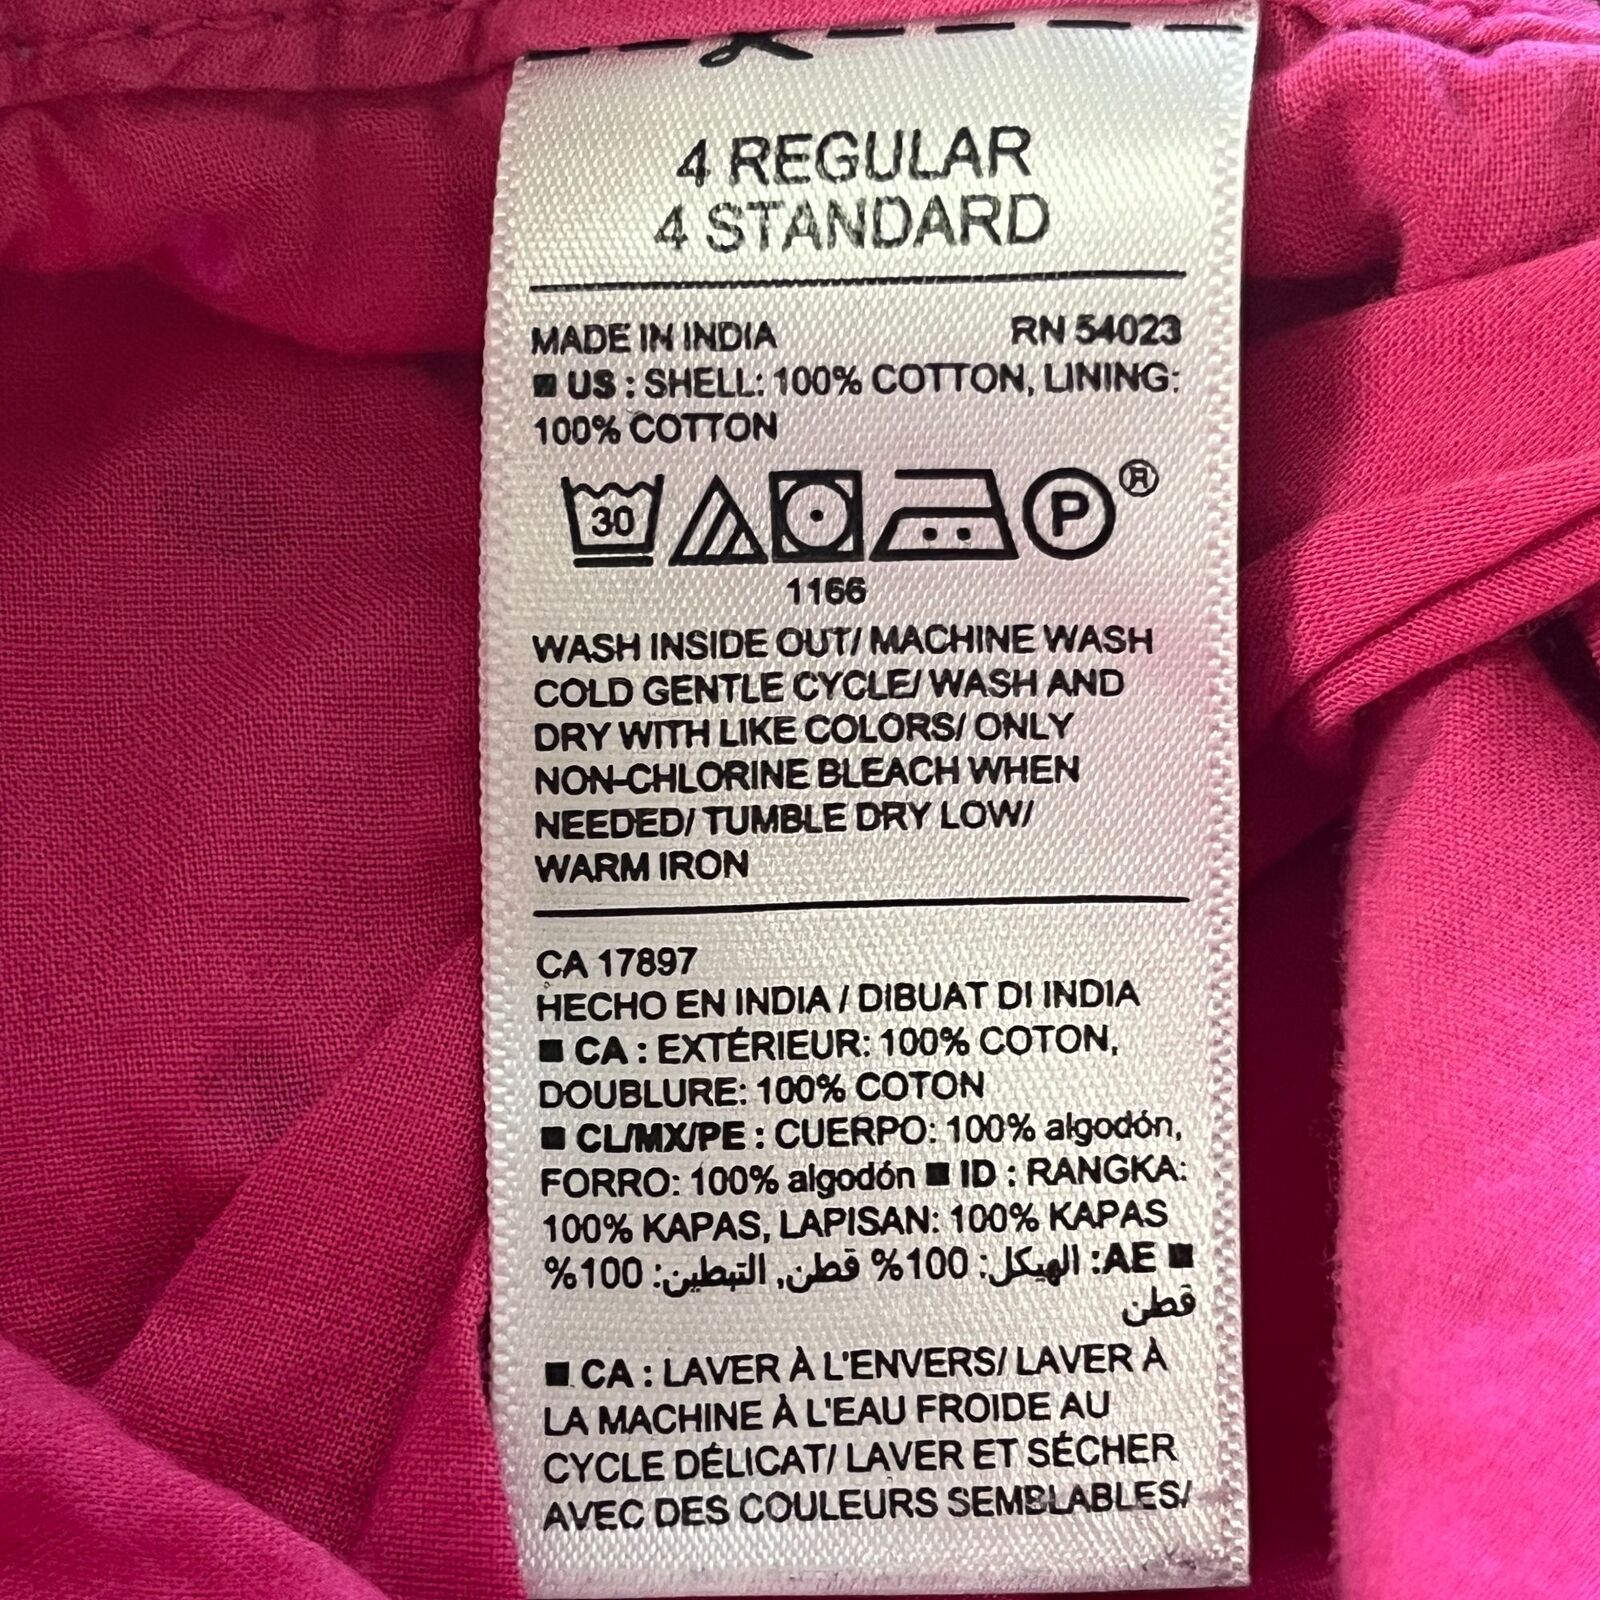 4 REGULAR
4 STANDARD
MADE IN INDIA RN 54023
■ US : SHELL: 100% COTTON, LINING:
100% COTTON
30 P ®
1166
WASH INSIDE OUT/ MACHINE WASH
COLD GENTLE CYCLE/ WASH AND
DRY WITH LIKE COLORS/ ONLY
NON-CHLORINE BLEACH WHEN
NEEDED/ TUMBLE DRY LOW/
WARM IRON
CA 17897
HECHO EN INDIA / DIBUAT DI INDIA
■ CA : EXTÉRIEUR: 100% COTON,
DOUBLURE: 100% COTON
■ CL/MX/PE : CUERPO: 100% algodón,
FORRO: 100% algodón ■ ID : RANGKA:
100% KAPAS, LAPISAN: 100% KAPAS
■ AE: الهيكل: 100% قطن, التبطين: 100%
قطن
■ CA : LAVER À L'ENVERS/ LAVER À
LA MACHINE À L'EAU FROIDE AU
CYCLE DÉLICAT/ LAVER ET SÉCHER
AVEC DES COULEURS SEMBLABLES/